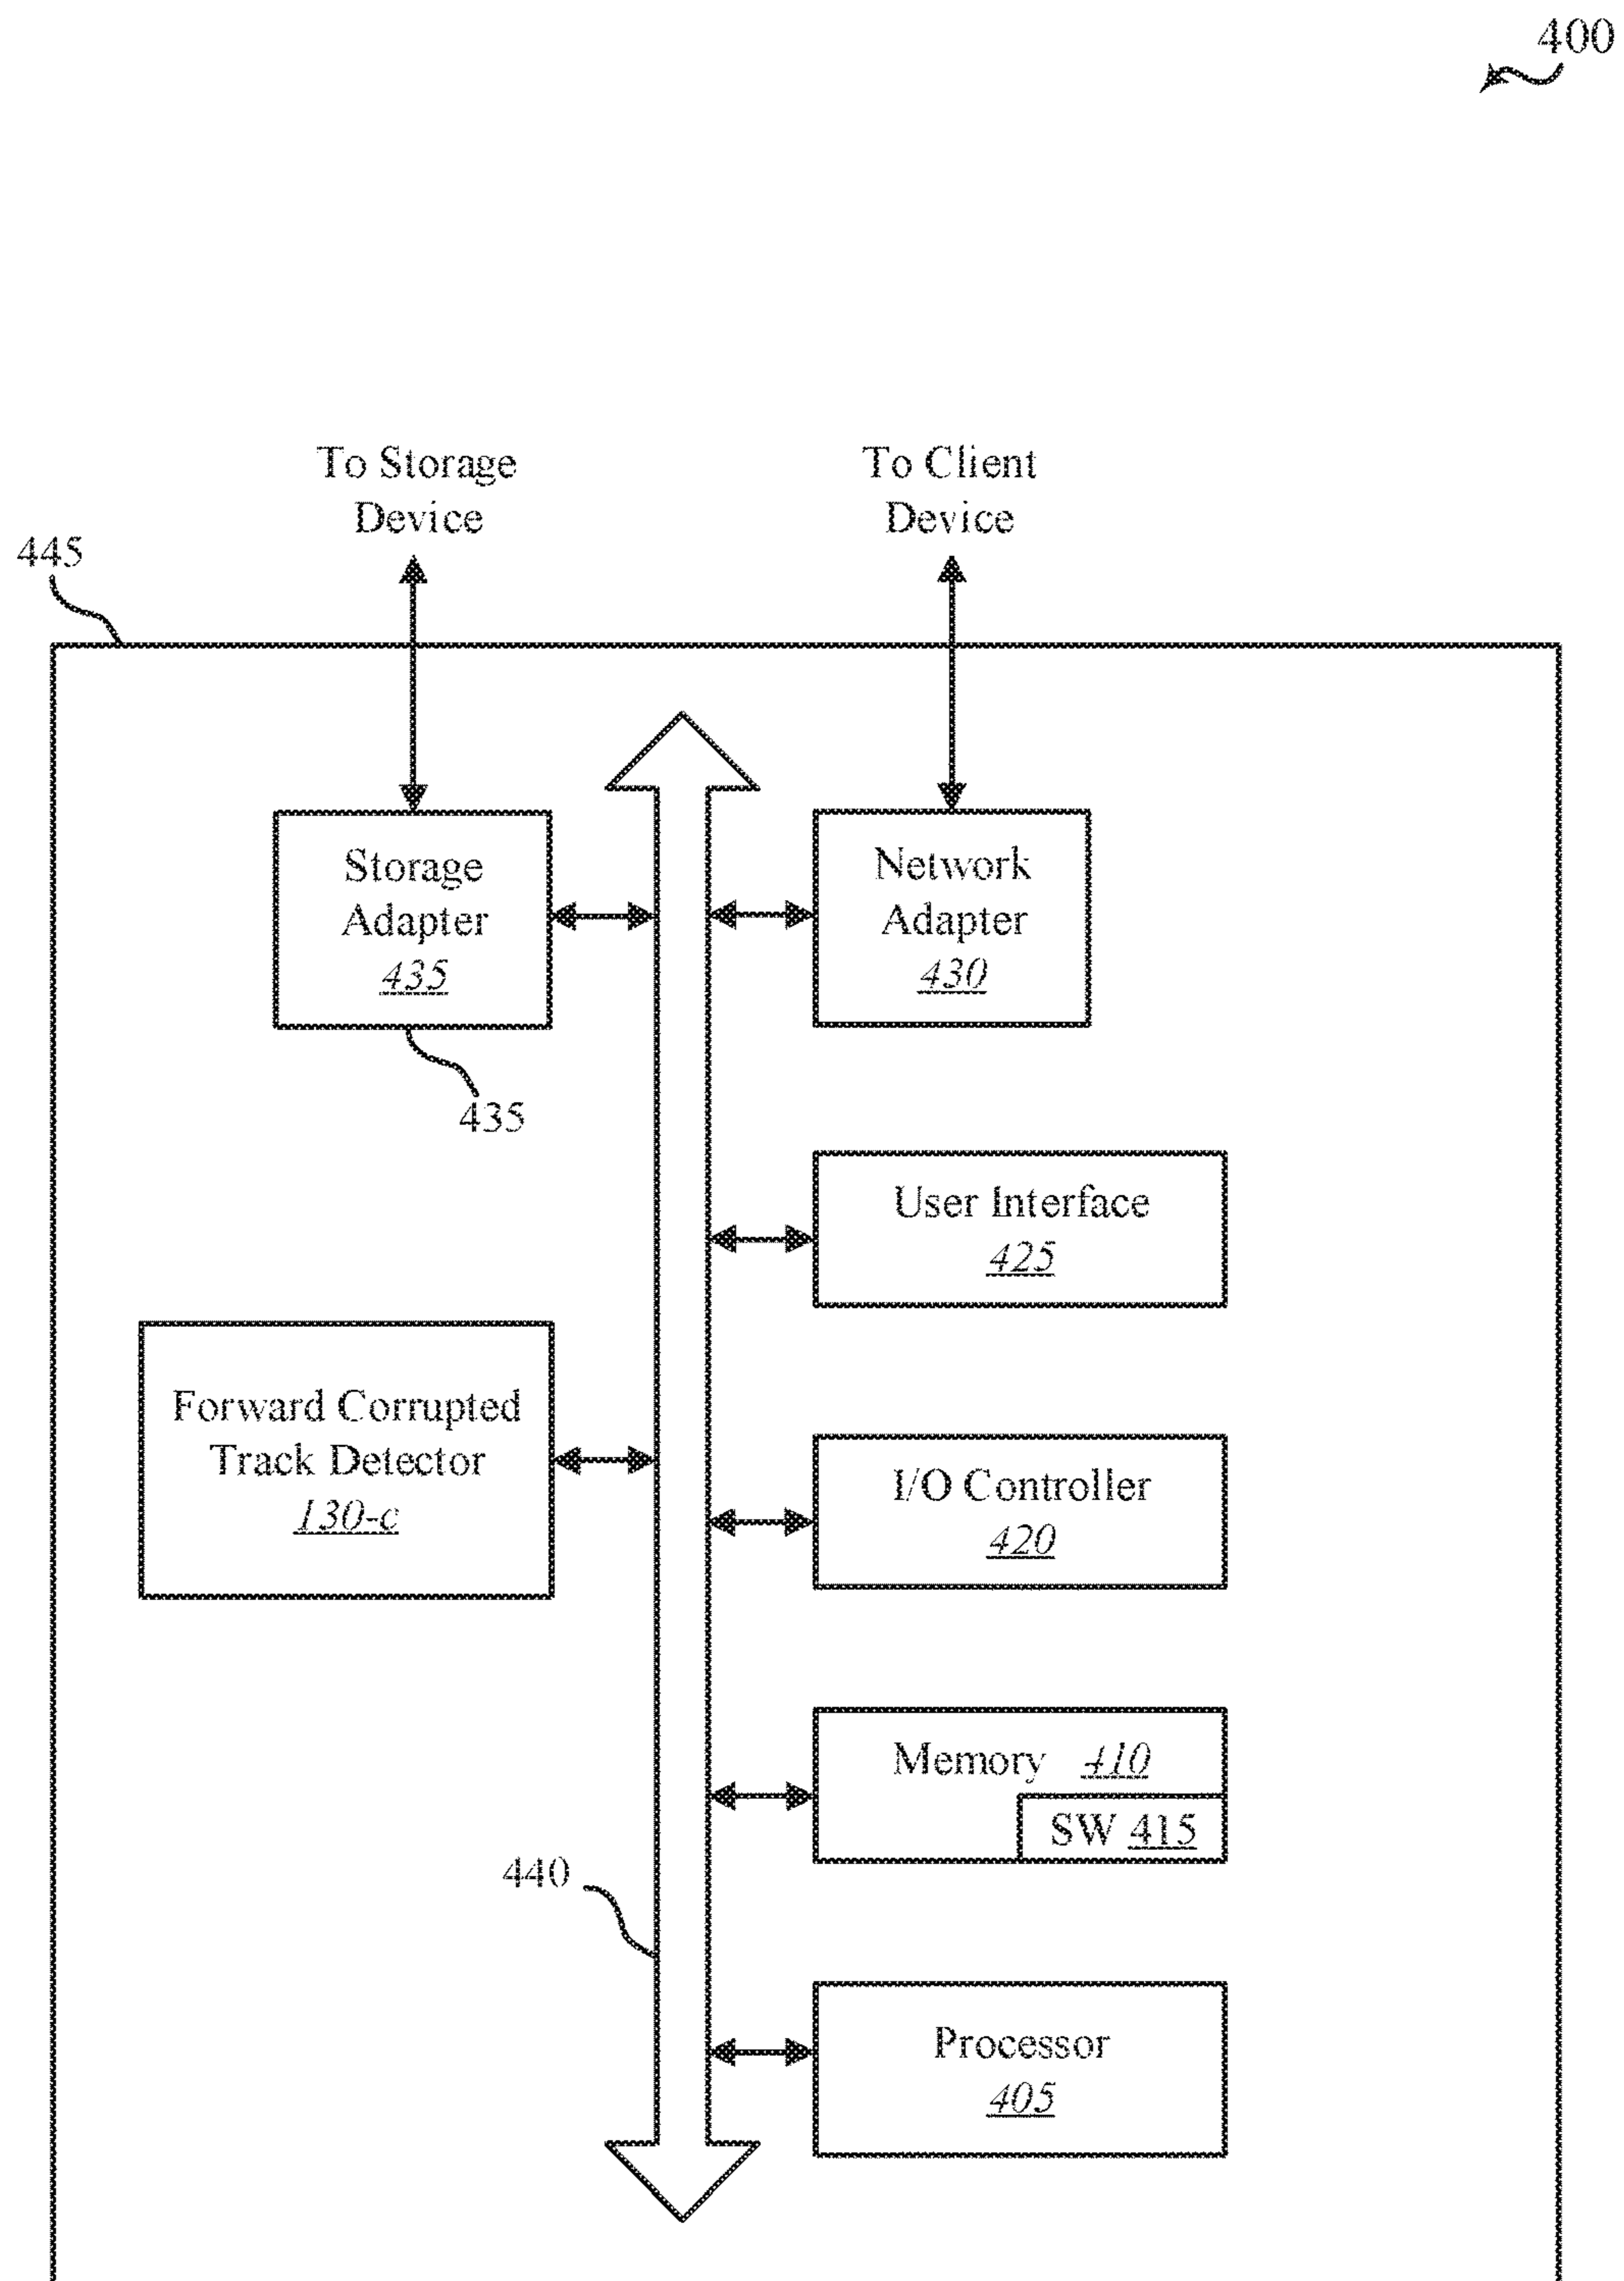 400
To Storage
Device
To Client
Device
445
Storage
Adapter
435
Network
Adapter
430
435
User Interface
425
Forward Corrupted
Track Detector
130-c
I/O Controller
420
Memory 410
SW 415
440
Processor
405